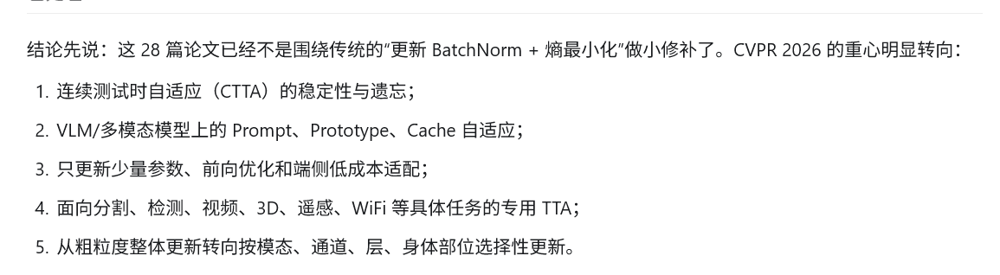 结论先说：这 28 篇论文已经不是围绕传统的“更新 BatchNorm + 熵最小化”做小修补了。CVPR 2026 的重心明显转向：
1. 连续测试时自适应（CTTA）的稳定性与遗忘；
2. VLM/多模态模型上的 Prompt、Prototype、Cache 自适应；
3. 只更新少量参数、前向优化和端侧低成本适配；
4. 面向分割、检测、视频、3D、遥感、WiFi 等具体任务的专用 TTA；
5. 从粗粒度整体更新转向按模态、通道、层、身体部位选择性更新。